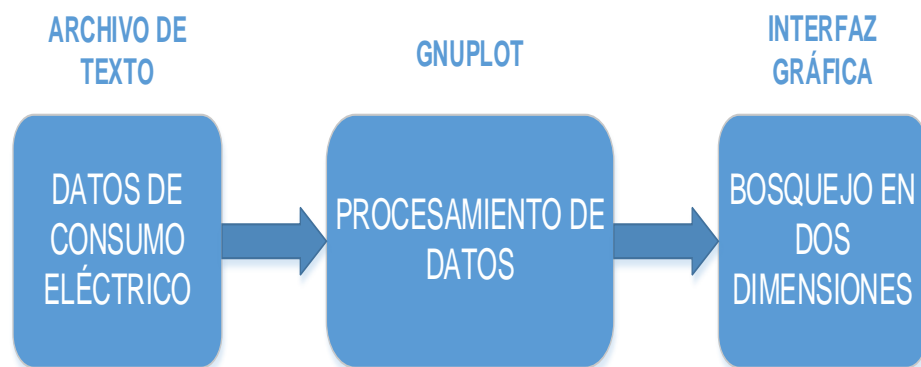 ARCHIVO DE
TEXTO
GNUPLOT
INTERFAZ
GRÁFICA
DATOS DE
CONSUMO
ELÉCTRICO
PROCESAMIENTO DE
DATOS
BOSQUEJO EN
DOS
DIMENSIONES